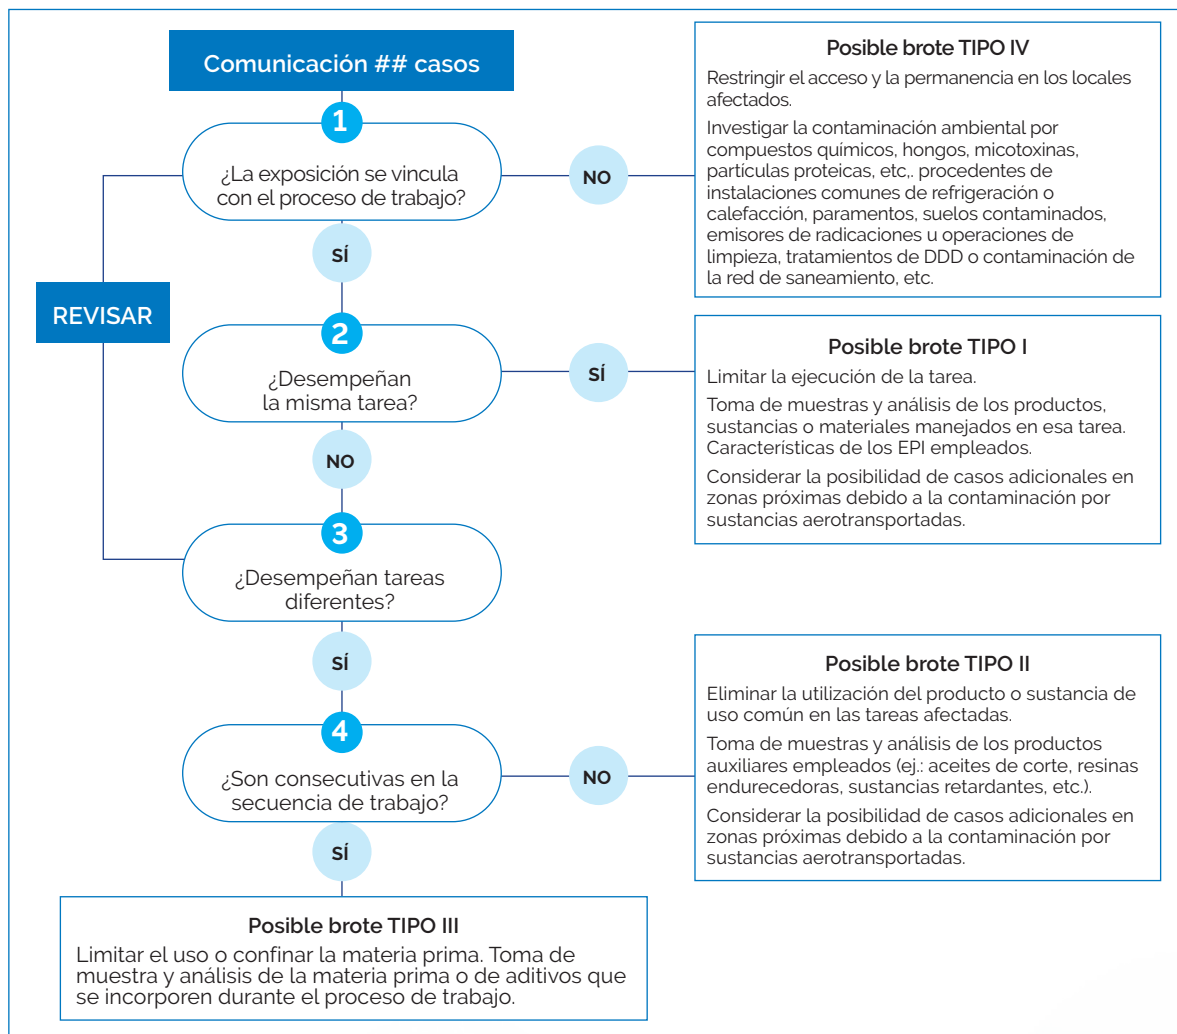 Comunicación ## casos
1
¿La exposición se vincula
con el proceso de trabajo?
NO
Posible brote TIPO IV
Restringir el acceso y la permanencia en los locales
afectados.
Investigar la contaminación ambiental por
compuestos químicos, hongos, micotoxinas,
partículas proteicas, etc,. procedentes de
instalaciones comunes de refrigeración o
calefacción, paramentos, suelos contaminados,
emisores de radicaciones u operaciones de
limpieza, tratamientos de DDD o contaminación de
la red de saneamiento, etc.
SÍ
REVISAR
2
¿Desempeñan
la misma tarea?
SÍ
Posible brote TIPO I
Limitar la ejecución de la tarea.
Toma de muestras y análisis de los productos,
sustancias o materiales manejados en esa tarea.
Características de los EPI empleados.
Considerar la posibilidad de casos adicionales en
zonas próximas debido a la contaminación por
sustancias aerotransportadas.
NO
3
¿Desempeñan tareas
diferentes?
SÍ
4
¿Son consecutivas en la
secuencia de trabajo?
NO
Posible brote TIPO II
Eliminar la utilización del producto o sustancia de
uso común en las tareas afectadas.
Toma de muestras y análisis de los productos
auxiliares empleados (ej.: aceites de corte, resinas
endurecedoras, sustancias retardantes, etc.).
Considerar la posibilidad de casos adicionales en
zonas próximas debido a la contaminación por
sustancias aerotransportadas.
SÍ
Posible brote TIPO III
Limitar el uso o confinar la materia prima. Toma de
muestra y análisis de la materia prima o de aditivos que
se incorporen durante el proceso de trabajo.